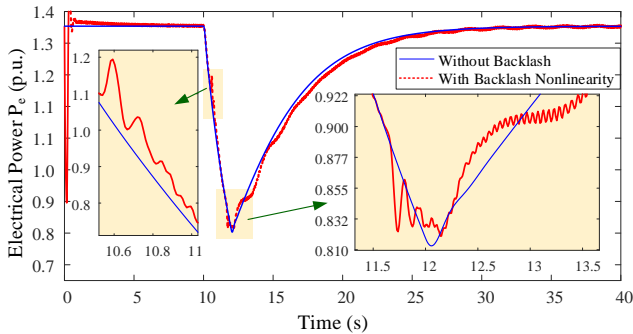 Electrical Power P_e (p.u.)
1.4
1.3
1.2
1.1
1.0
0.9
0.8
0.7
0 5 10 15 20 25 30 35 40
Time (s)
Without Backlash
With Backlash Nonlinearity
1.2
1.1
1.0
0.9
0.8
10.6 10.8 11
0.922
0.900
0.877
0.855
0.832
0.810
11.5 12 12.5 13 13.5